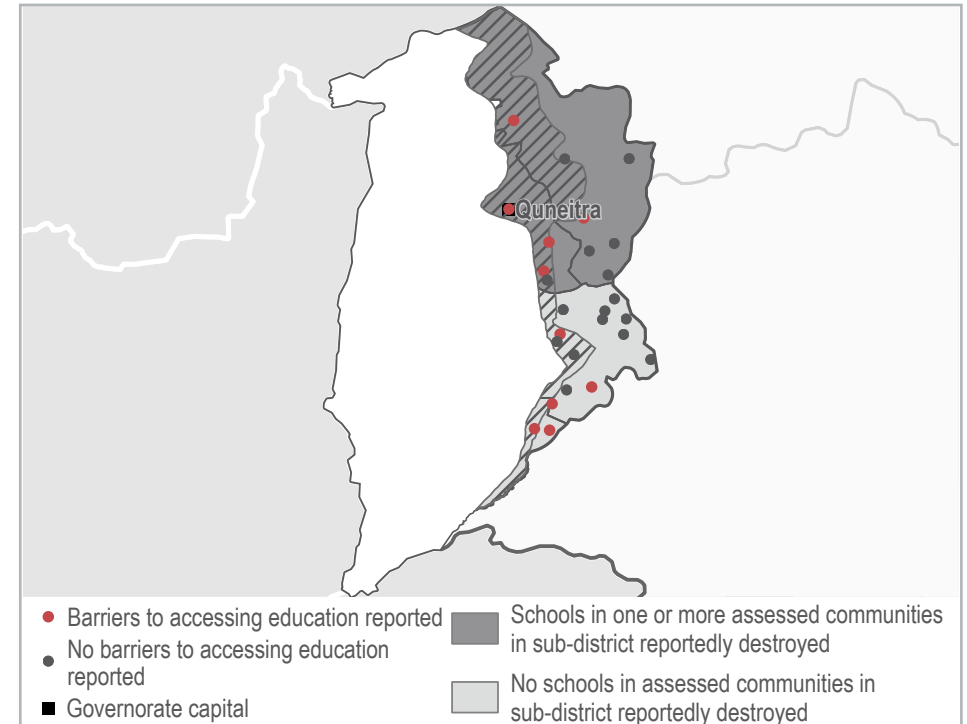 Quneitra
Barriers to accessing education reported
No barriers to accessing education
reported
Governorate capital
Schools in one or more assessed communities
in sub-district reportedly destroyed
No schools in assessed communities in
sub-district reportedly destroyed